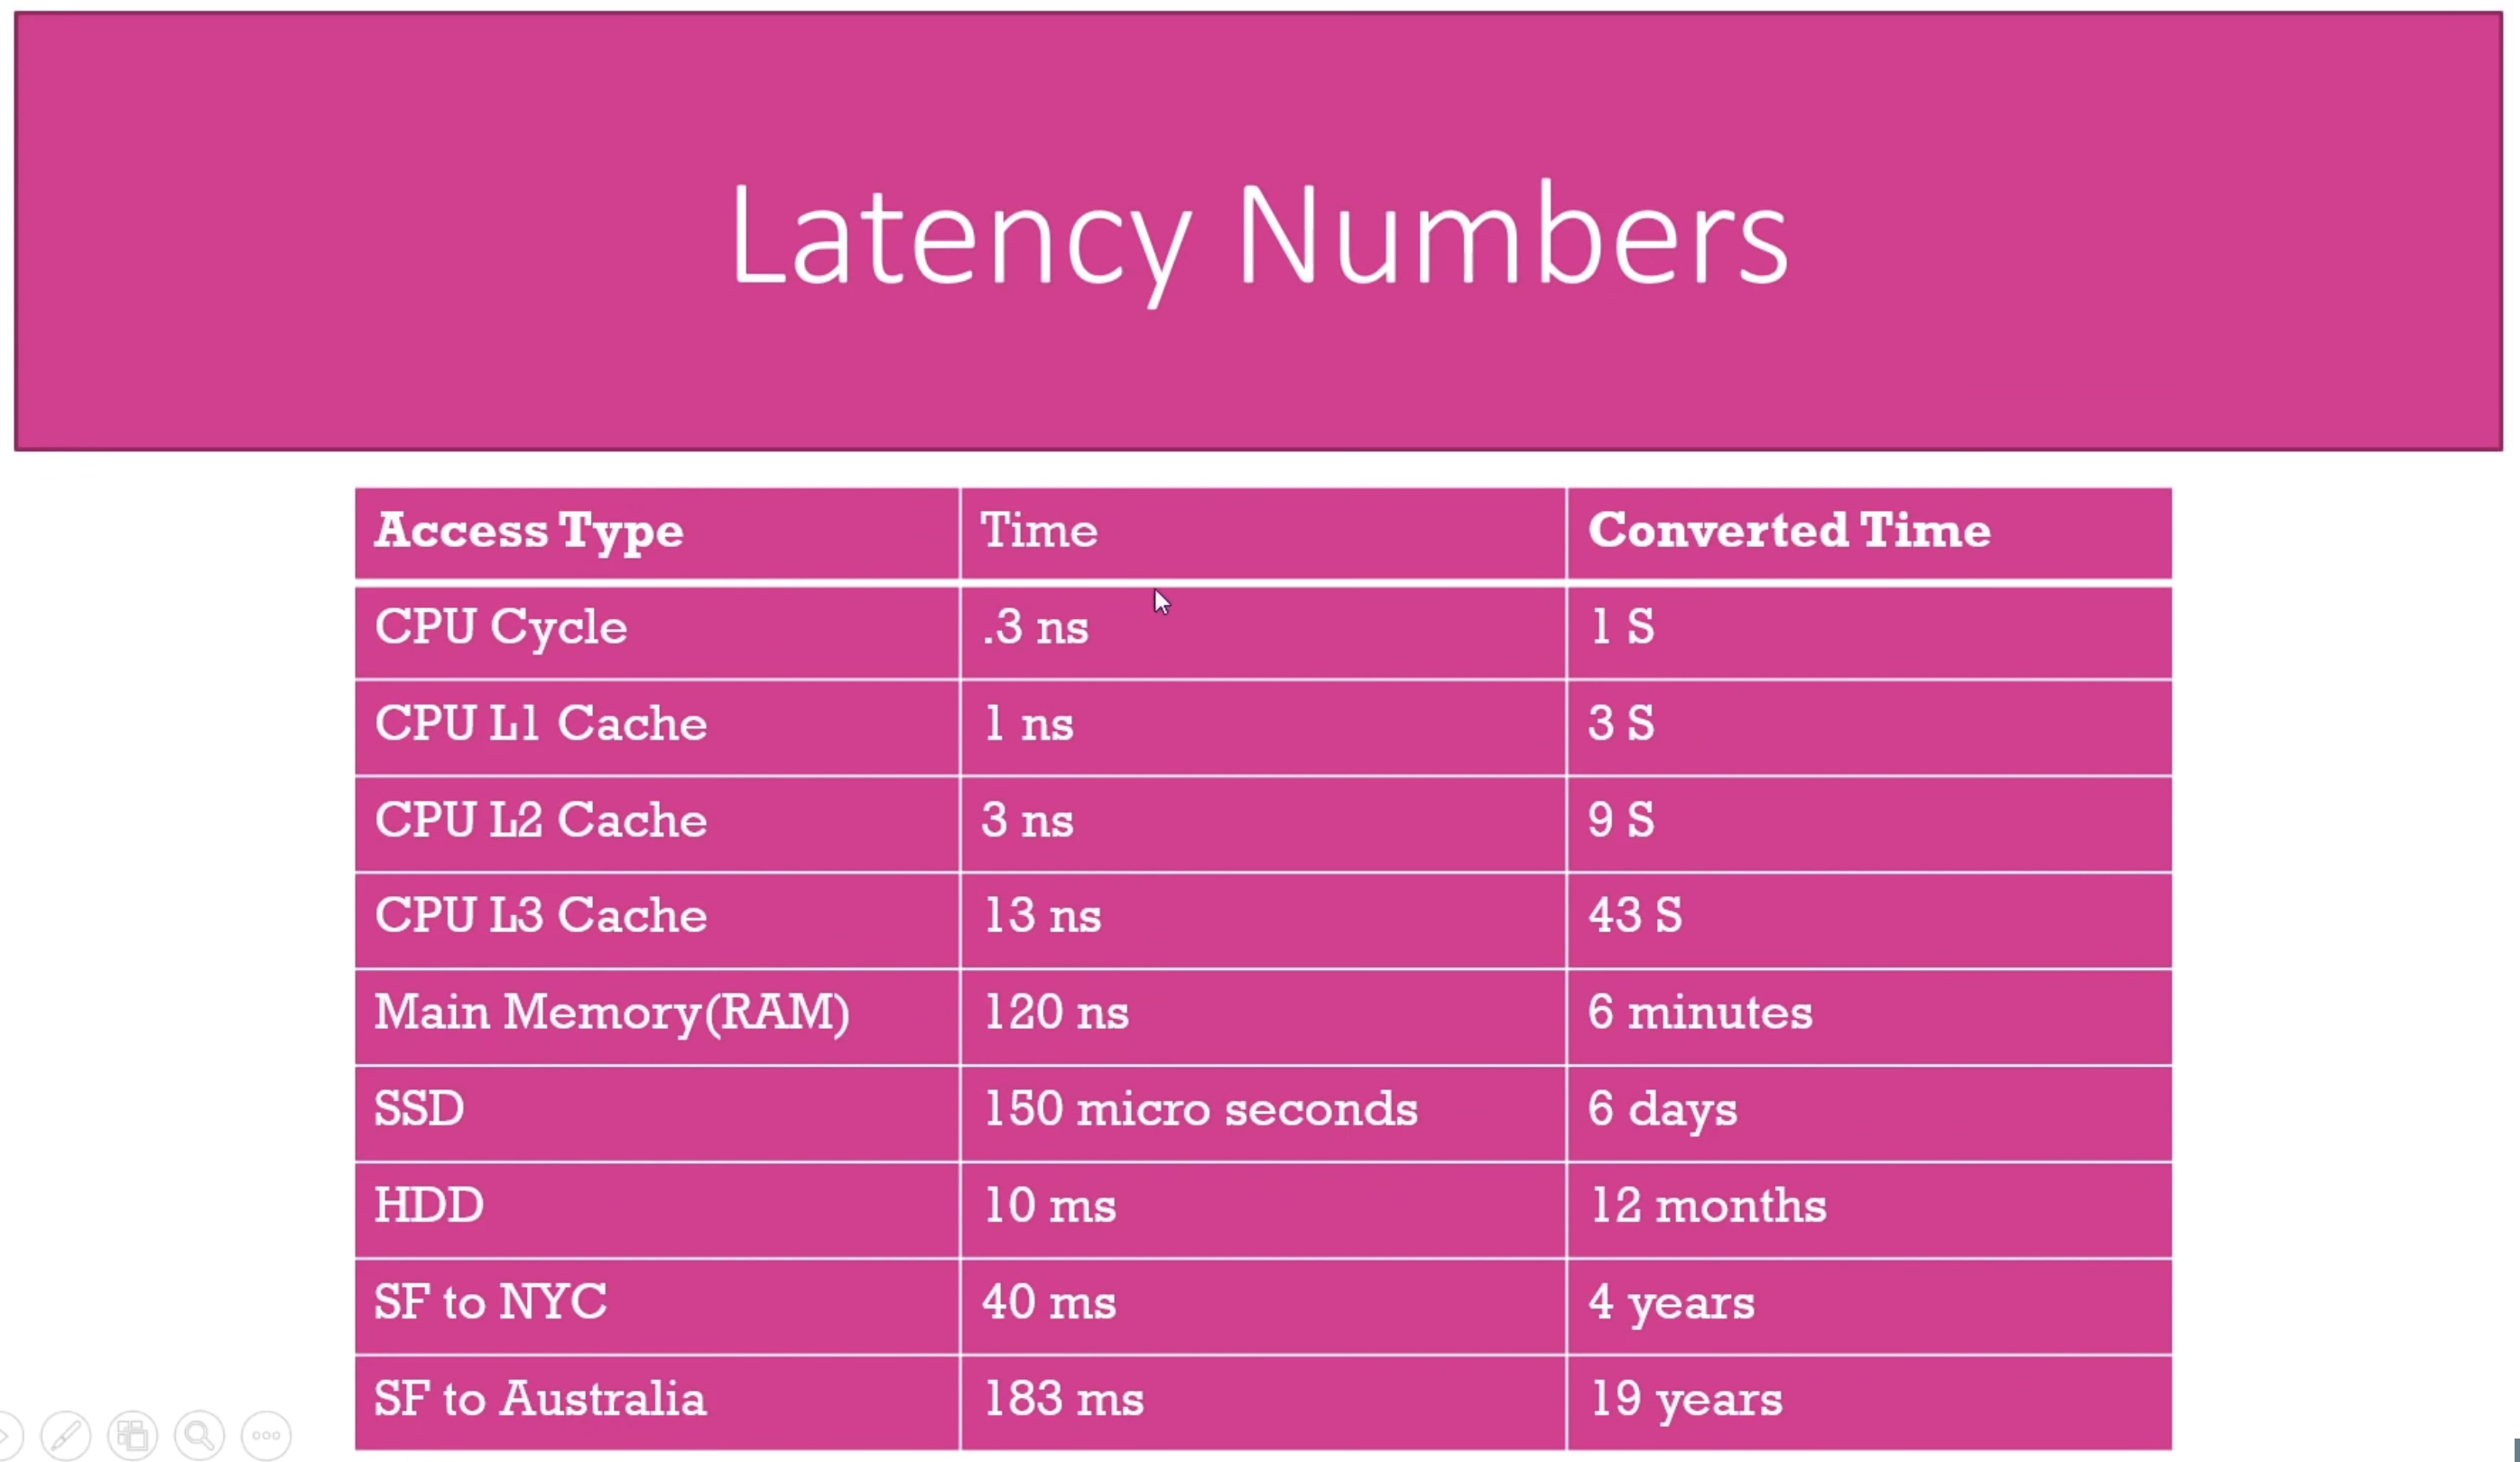 Latency Numbers
Access Type Time Converted Time
CPU Cycle .3 ns 1 S
CPU L1 Cache 1 ns 3 S
CPU L2 Cache 3 ns 9 S
CPU L3 Cache 13 ns 43 S
Main Memory(RAM) 120 ns 6 minutes
SSD 150 micro seconds 6 days
HDD 10 ms 12 months
SF to NYC 40 ms 4 years
SF to Australia 183 ms 19 years